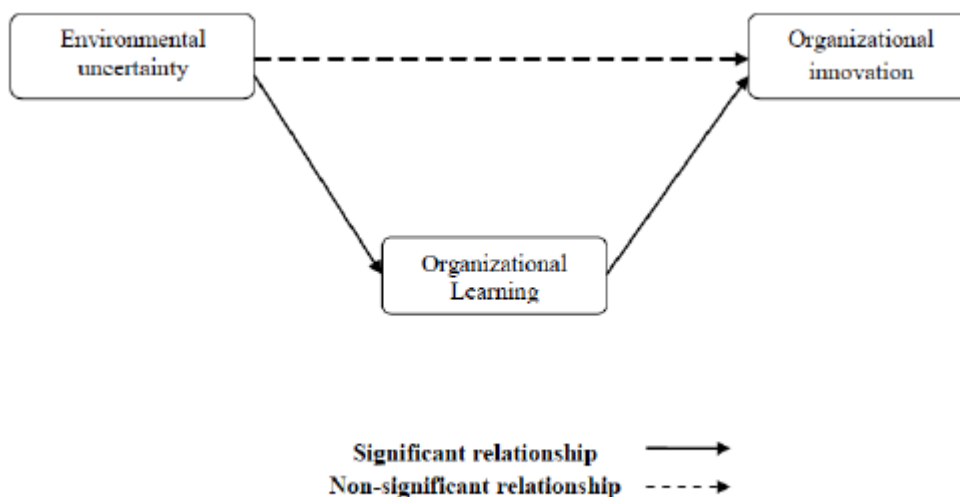 Environmental
uncertainty
Organizational
innovation
Organizational
Learning
Significant relationship
Non-significant relationship